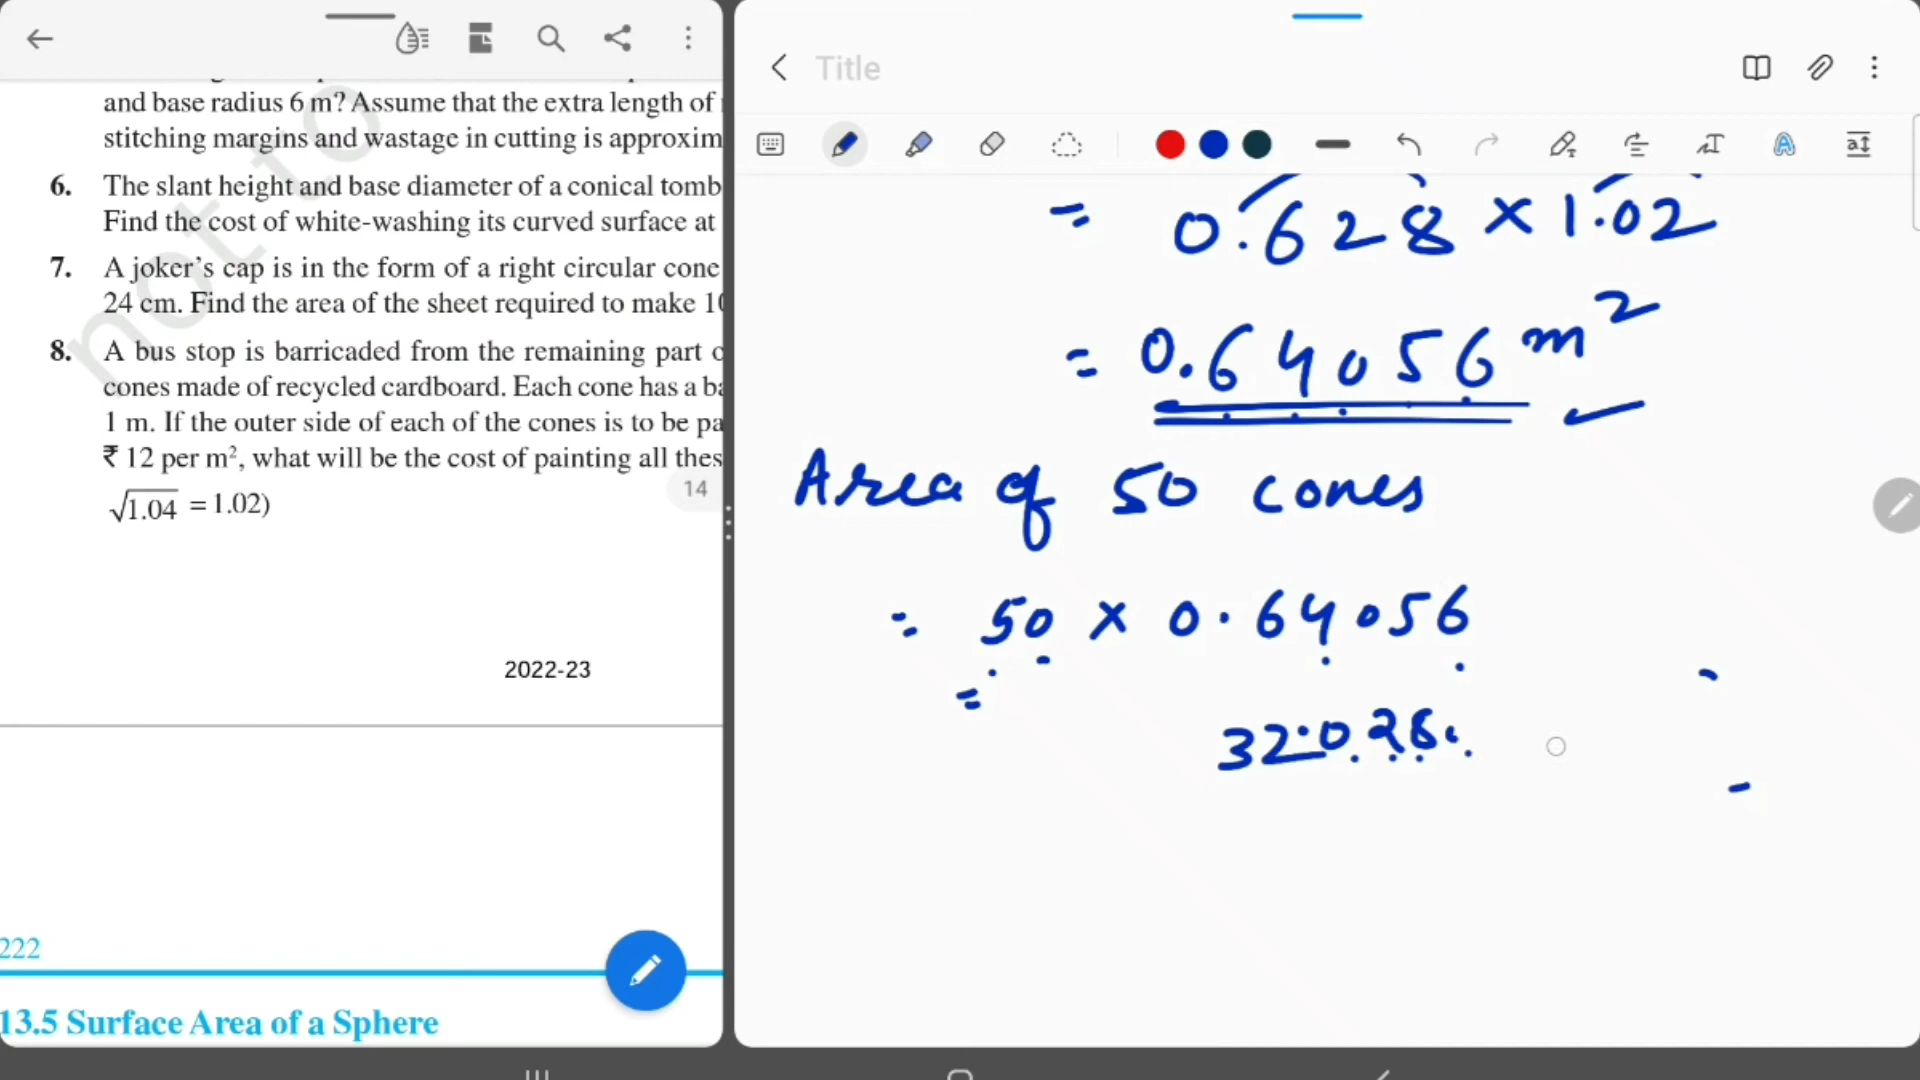 and base radius 6 m? Assume that the extra length of
stitching margins and wastage in cutting is approxim
6. The slant height and base diameter of a conical tomb
Find the cost of white-washing its curved surface at
7. A joker's cap is in the form of a right circular cone
24 cm. Find the area of the sheet required to make 10
8. A bus stop is barricaded from the remaining part o
cones made of recycled cardboard. Each cone has a ba
1 m. If the outer side of each of the cones is to be pa
₹ 12 per m², what will be the cost of painting all thes
√1.04 = 1.02)
14
not to
2022-23
222
13.5 Surface Area of a Sphere
Title
= 0.628 × 1.02
= 0.64056 m²
Area of 50 cones
= 50 × 0.64056
=
32.028